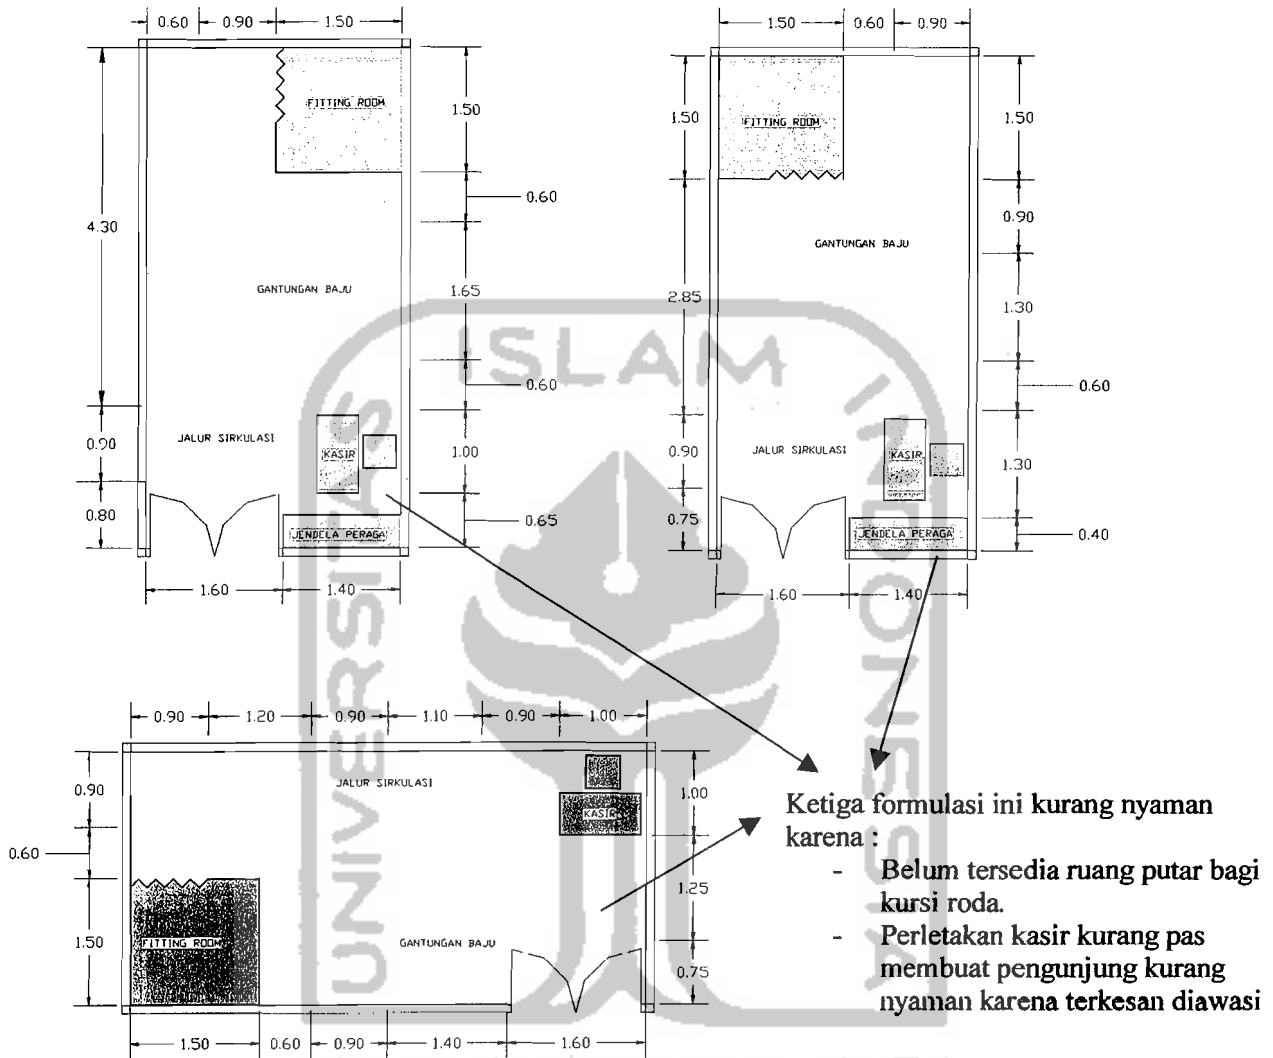 0.60 0.90 1.50
FITTING ROOM
1.50
0.60
4.30
GANTUNGAN BAJU
1.65
0.60
0.90
JALUR SIRKULASI
KASIR
1.00
0.80
JENDELA PERAGA
0.65
1.60 1.40
1.50 0.60 0.90
1.50
FITTING ROOM
1.50
0.90
GANTUNGAN BAJU
2.85
1.30
0.60
0.90
JALUR SIRKULASI
KASIR
1.30
0.75
JENDELA PERAGA
0.40
1.60 1.40
0.90 1.20 0.90 1.10 0.90 1.00
JALUR SIRKULASI
0.90
KASIR
1.00
0.60
1.25
1.50
FITTING ROOM
GANTUNGAN BAJU
0.75
1.50 0.60 0.90 1.40 1.60
Ketiga formulasi ini kurang nyaman
karena :
- Belum tersedia ruang putar bagi
kursi roda.
- Perletakan kasir kurang pas
membuat pengunjung kurang
nyaman karena terkesan diawasi
UNIVERSITAS
ISLAM
INDONESIA